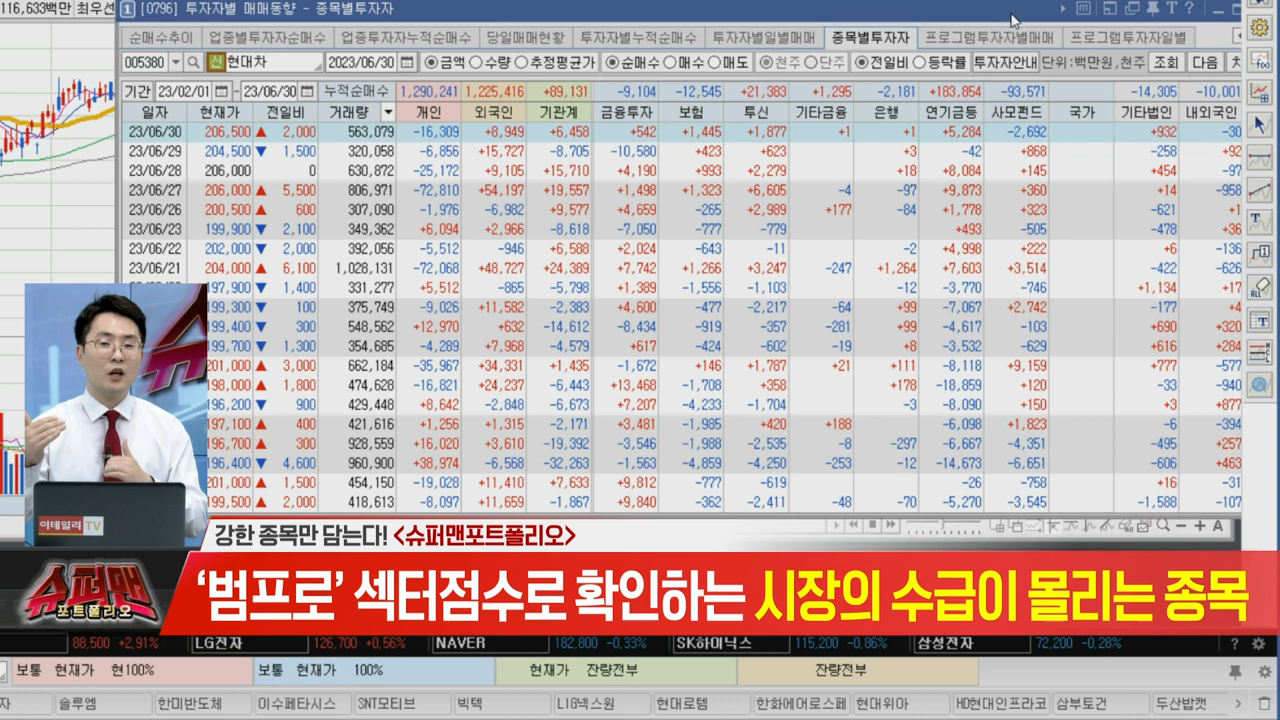 116,633백만 최우선
1 [0796] 투자자별 매매동향 - 종목별투자자
순매수추이 업종별투자자순매수 업종투자자누적순매수 당일매매현황 투자자별누적순매수 투자자별일별매매 종목별투자자 프로그램투자자별매매 프로그램투자자일별
005380 신 현대차 2023/06/30 금액 수량 추정평균가 순매수 매수 매도 천주 단주 전일비 등락률 투자자안내 단위:백만원,천주 조회 다음
기간 23/02/01 ~ 23/06/30 누적순매수 1,290,241 1,225,416 +89,131 -9,104 -12,545 +21,383 +1,295 -2,181 +183,854 -93,571 -14,305 -10,001
일자 현재가 전일비 거래량 개인 외국인 기관계 금융투자 보험 투신 기타금융 은행 연기금등 사모펀드 국가 기타법인 내외국인
23/06/30 206,500 ▲ 2,000 563,079 -16,309 +8,949 +6,458 +542 +1,445 +1,877 +1 +1 +5,284 -2,692 +932 -30
23/06/29 204,500 ▼ 1,500 320,058 -6,856 +15,727 -8,705 -10,580 +423 +623 +3 -42 +868 -258 +92
23/06/28 206,000 0 630,872 -25,172 +9,105 +15,710 +4,190 +993 +2,279 +18 +8,084 +145 +454 -97
23/06/27 206,000 ▲ 5,500 806,971 -72,810 +54,197 +19,557 +1,498 +1,323 +6,605 -4 -97 +9,873 +360 +14 -958
23/06/26 200,500 ▲ 600 307,090 -1,976 -6,982 +9,577 +4,659 -265 +2,989 +177 -84 +1,778 +323 -621 +1
23/06/23 199,900 ▼ 2,100 349,362 +6,094 +2,966 -8,618 -7,050 -727 -779 +493 -505 -478 +36
23/06/22 202,000 ▼ 2,000 392,056 -5,512 -946 +6,588 +2,024 -643 -11 -2 +4,998 +222 +6 -136
23/06/21 204,000 ▲ 6,100 1,028,131 -72,068 +48,727 +24,389 +7,742 +1,266 +3,247 -247 +1,264 +7,603 +3,514 -422 -626
197,900 ▼ 1,400 331,277 +5,512 -865 -5,798 +1,389 -1,556 -1,103 -12 -3,770 -746 +1,134 +17
199,300 ▼ 100 375,749 -9,026 +11,582 -2,383 +4,600 -477 -2,217 -64 +99 -7,067 +2,742 -177 +4
199,400 ▼ 300 548,562 +12,970 +632 -14,612 -8,434 -919 -357 -281 +99 -4,617 -103 +690 +320
199,700 ▼ 1,300 354,685 -4,289 +7,968 -4,579 +617 -424 -602 -19 +8 -3,532 -629 +616 +284
201,000 ▲ 3,000 662,184 -35,967 +34,331 +1,435 -1,672 +146 +1,787 +21 +111 -8,118 +9,159 +777 -577
198,000 ▲ 1,800 474,628 -16,821 +24,237 -6,443 +13,468 -1,708 +358 +178 -18,859 +120 -33 -940
196,200 ▼ 900 429,448 +8,642 -2,848 -6,673 +7,207 -4,233 -1,704 -3 -8,090 +150 +3 +877
197,100 ▲ 400 421,616 +1,256 +1,315 -2,171 +3,481 -1,985 +420 +188 -6,098 +1,823 -6 -394
196,700 ▲ 300 928,559 +16,020 +3,610 -19,392 -3,546 -1,988 -2,535 -8 -297 -6,667 -4,351 -495 +257
196,400 ▼ 4,600 960,900 +38,974 -6,568 -32,263 -1,563 -4,859 -4,250 -253 -12 -14,673 -6,651 -606 +463
201,000 ▲ 1,500 454,150 -19,028 +11,410 +7,633 +9,812 -777 -619 -26 -758 +16 -31
199,500 ▲ 2,000 418,613 -8,097 +11,659 -1,867 +9,840 -362 -2,411 -48 -70 -5,270 -3,545 -1,588 -107
이데일리 TV
강한 종목만 담는다! <슈퍼맨포트폴리오>
슈퍼맨
포트폴리오
‘범프로’ 섹터점수로 확인하는 시장의 수급이 몰리는 종목
88,500 +2,91% LG전자 126,700 +0,56% NAVER 182,800 -0,33% SK하이닉스 115,200 -0,86% 삼성전자 72,200 -0,28%
보통 현재가 현100% 보통 현재가 100% 현재가 잔량전부 잔량전부
자 솔루엠 한미반도체 이수페타시스 SNT모티브 빅텍 LIG넥스원 현대로템 한화에어로스페 현대위아 HD현대인프라코 삼부토건 두산밥캣